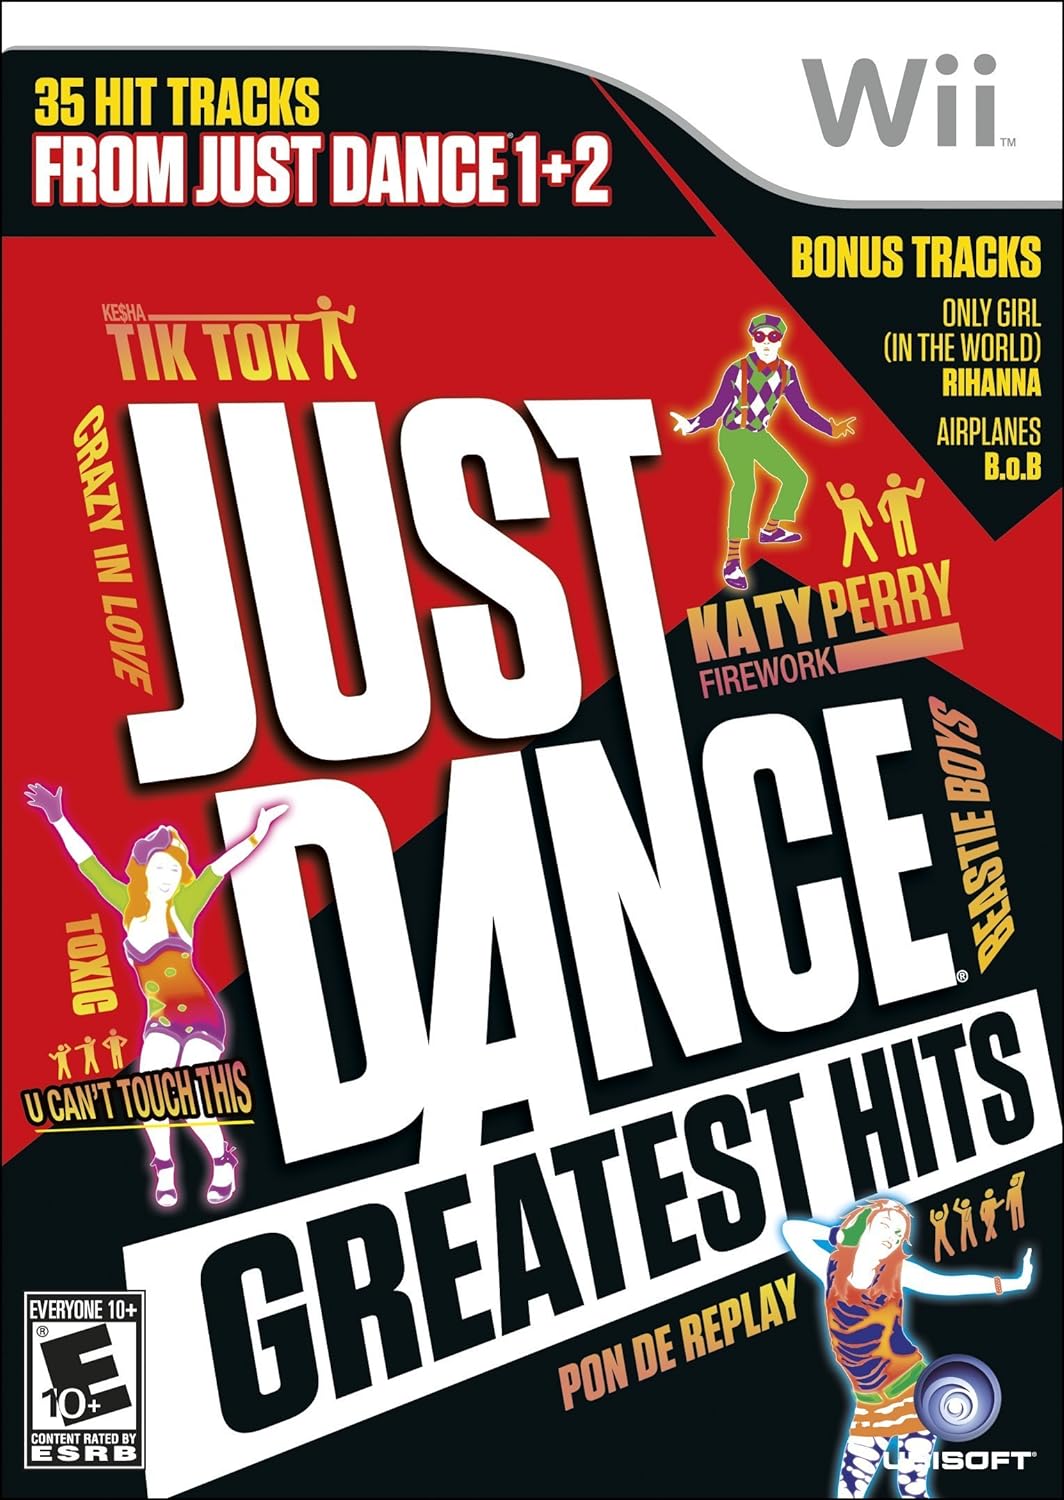 35 HIT TRACKS
FROM JUST DANCE® 1+2
Wii™
BONUS TRACKS
ONLY GIRL
(IN THE WORLD)
RIHANNA
AIRPLANES
B.o.B
KE$HA
TIK TOK
CRAZY IN LOVE
KATY PERRY
FIREWORK
JUST
DANCE®
BEASTIE BOYS
TOXIC
U CAN'T TOUCH THIS
GREATEST HITS
PON DE REPLAY
EVERYONE 10+
®
E
10+
CONTENT RATED BY
ESRB
UBISOFT®